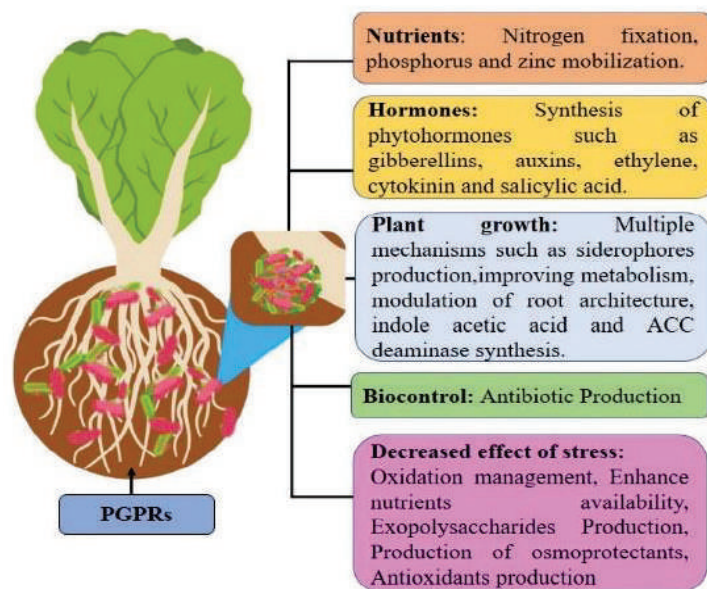 Nutrients: Nitrogen fixation,
phosphorus and zinc mobilization.
Hormones: Synthesis of
phytohormones such as
gibberellins, auxins, ethylene,
cytokinin and salicylic acid.
Plant growth: Multiple
mechanisms such as siderophores
production,improving metabolism,
modulation of root architecture,
indole acetic acid and ACC
deaminase synthesis.
Biocontrol: Antibiotic Production
Decreased effect of stress:
Oxidation management, Enhance
nutrients availability,
Exopolysaccharides Production,
Production of osmoprotectants,
Antioxidants production
PGPRs